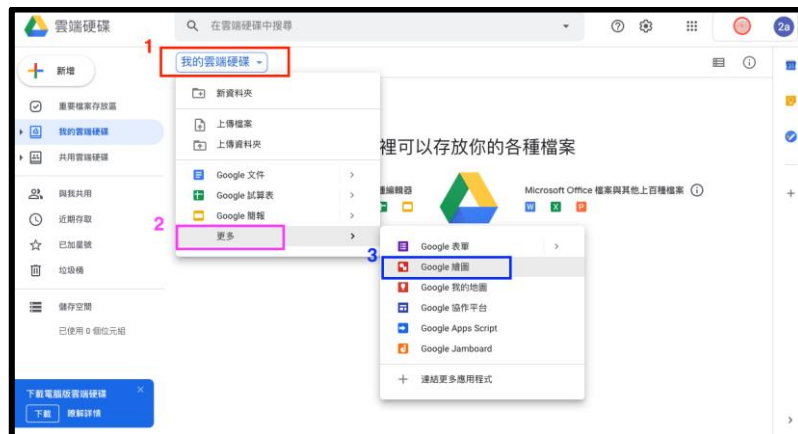 雲端硬碟
在雲端硬碟中搜尋
2a
1
我的雲端硬碟
新增
重要檔案存放區
我的雲端硬碟
共用雲端硬碟
與我共用
近期存取
已加星號
垃圾桶
儲存空間
已使用 0 個位元組
下載電腦版雲端硬碟
下載
瞭解詳情
新資料夾
上傳檔案
上傳資料夾
Google 文件
Google 試算表
Google 簡報
2
更多
裡可以存放你的各種檔案
編輯器
Microsoft Office 檔案與其他上百種檔案
W X P
3
Google 表單
Google 繪圖
Google 我的地圖
Google 協作平台
Google Apps Script
Google Jamboard
連結更多應用程式